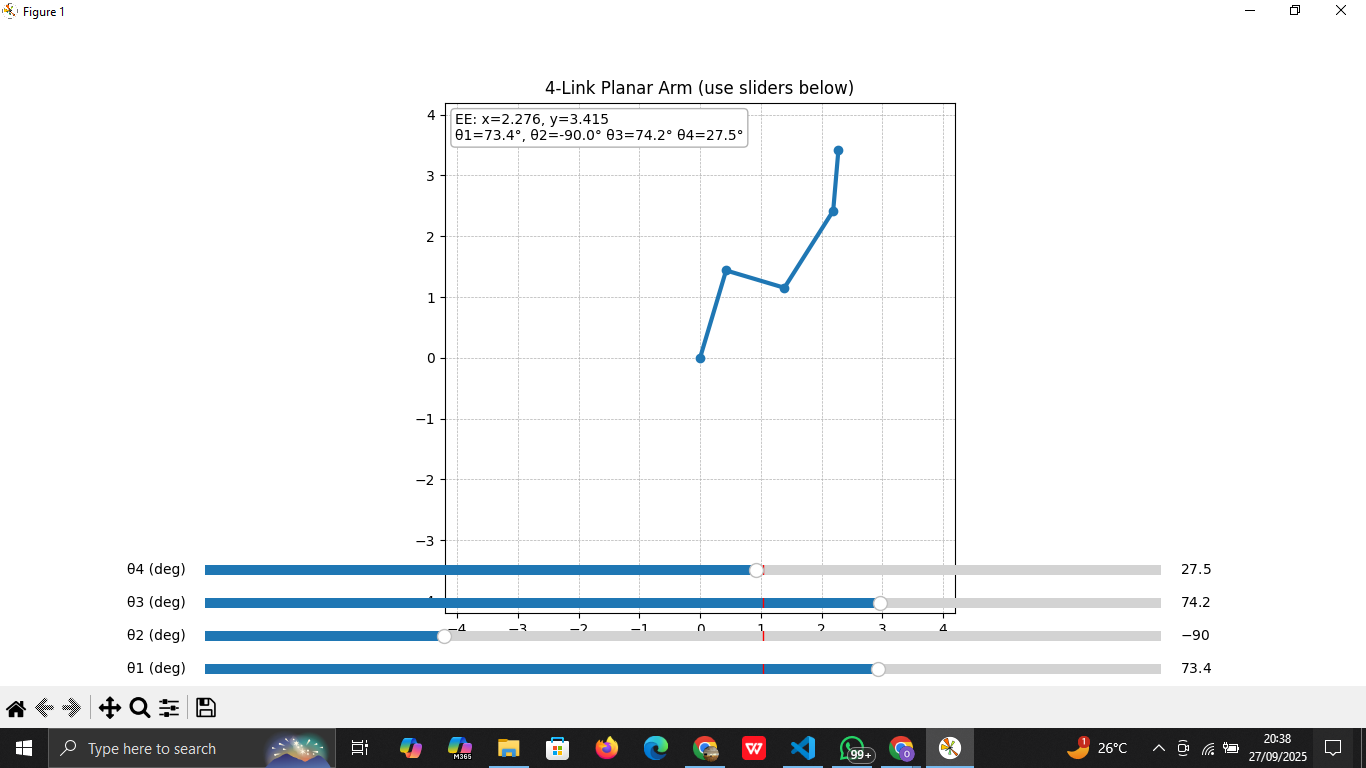 Figure 1
4-Link Planar Arm (use sliders below)
EE: x=2.276, y=3.415
θ1=73.4°, θ2=-90.0° θ3=74.2° θ4=27.5°
4
3
2
1
0
−1
−2
−3
−4 −3 −2 −1 0 1 2 3 4
θ4 (deg) 27.5
θ3 (deg) 74.2
θ2 (deg) −90
θ1 (deg) 73.4
Type here to search
M365
99+
1
26°C
20:38
27/09/2025